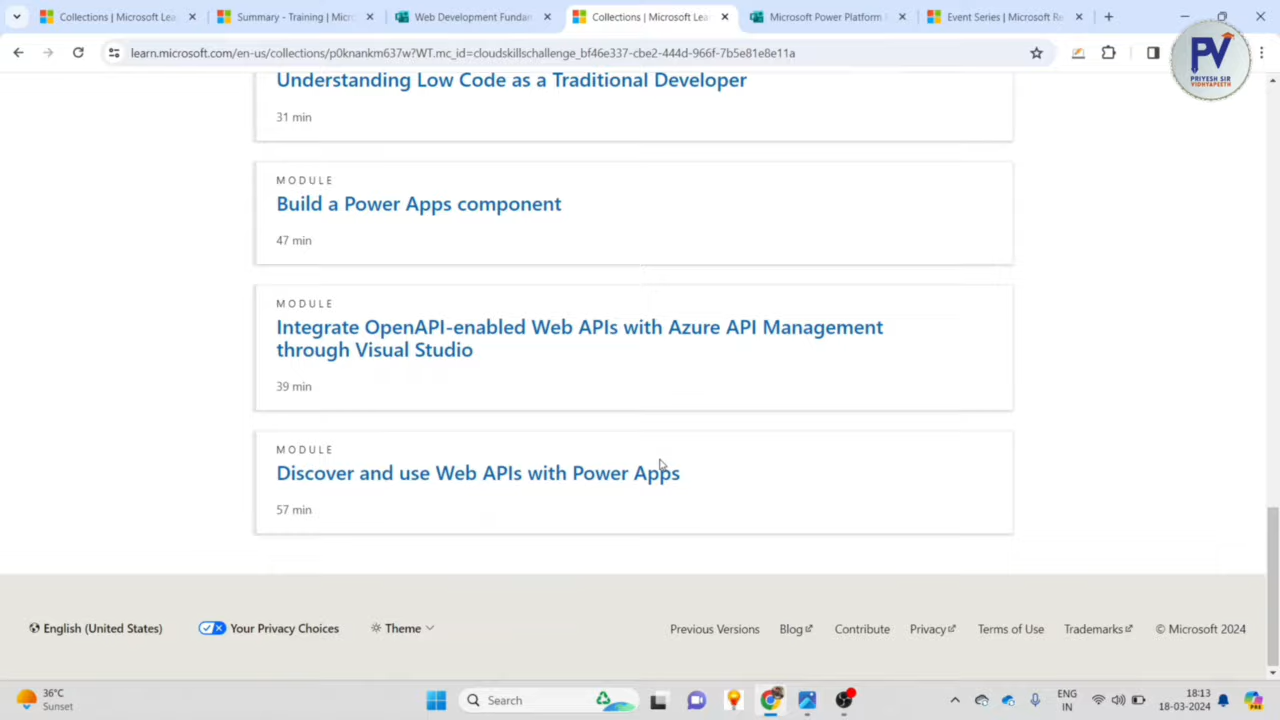 Collections | Microsoft Lea
Summary - Training | Micr
Web Development Fundan
Collections | Microsoft Lea
Microsoft Power Platform
Event Series | Microsoft Re
learn.microsoft.com/en-us/collections/p0knankm637w?WT.mc_id=cloudskillschallenge_bf46e337-cbe2-444d-966f-7b5e81e8e11a
PV
PRIYESH SIR
VIDHYAPEETH
Understanding Low Code as a Traditional Developer
31 min
MODULE
Build a Power Apps component
47 min
MODULE
Integrate OpenAPI-enabled Web APIs with Azure API Management
through Visual Studio
39 min
MODULE
Discover and use Web APIs with Power Apps
57 min
English (United States)
Your Privacy Choices
Theme
Previous Versions
Blog
Contribute
Privacy
Terms of Use
Trademarks
© Microsoft 2024
36°C
Sunset
Search
ENG
IN
18:13
18-03-2024
PRE